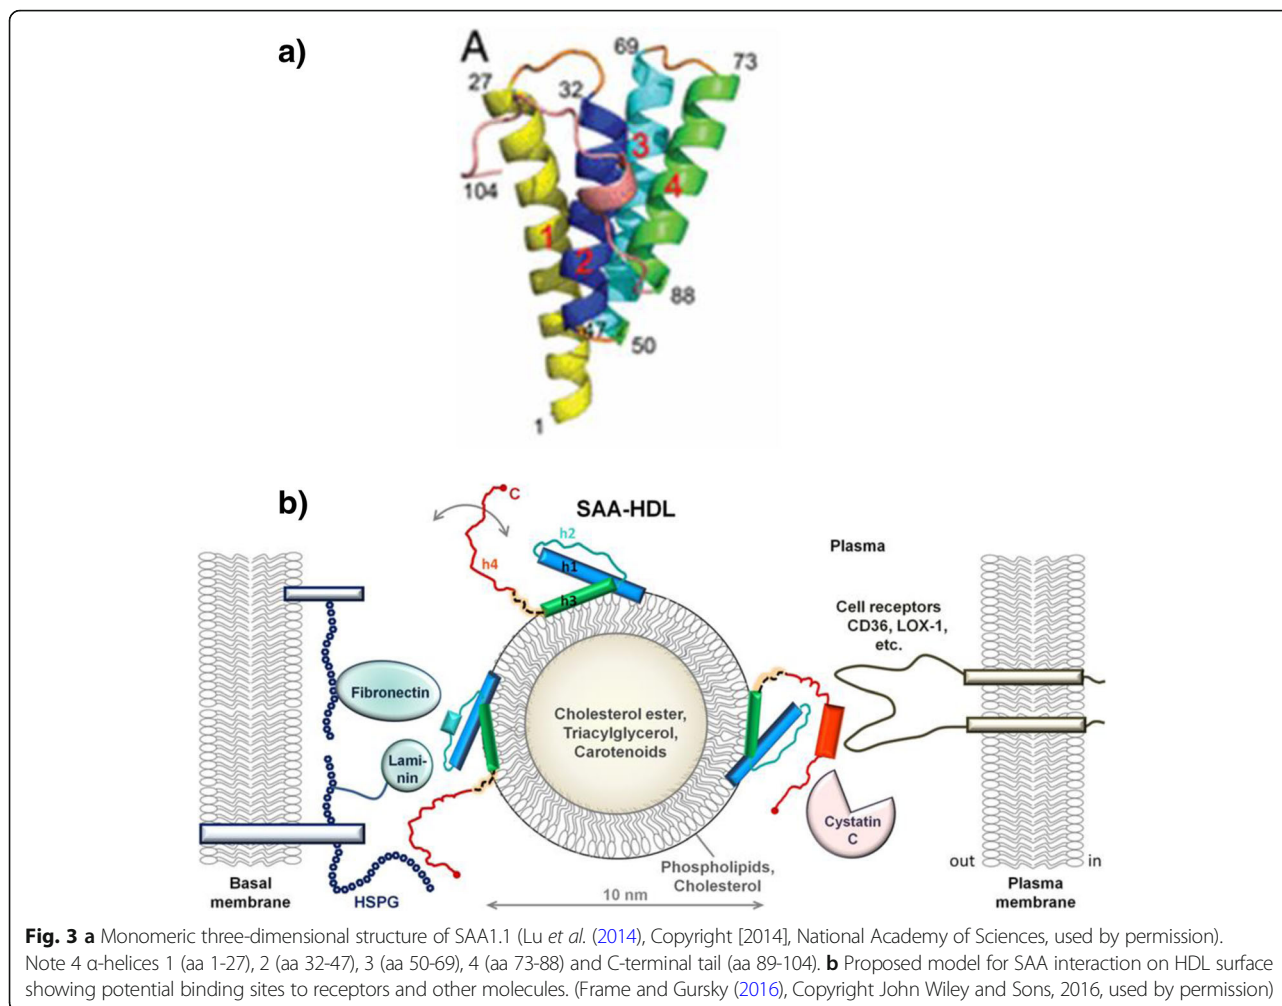 a)
A
27
32
69
73
3
4
104
1
2
88
47
50
1
b)
C
SAA-HDL
h2
h4
h1
h3
Plasma
Cell receptors
CD36, LOX-1,
etc.
Fibronectin
Cholesterol ester,
Triacylglycerol,
Carotenoids
Lami-
nin
Cystatin
C
out
in
Phospholipids,
Cholesterol
Basal
membrane
HSPG
10 nm
Plasma
membrane
Fig. 3 a Monomeric three-dimensional structure of SAA1.1 (Lu et al. (2014), Copyright [2014], National Academy of Sciences, used by permission).
Note 4 α-helices 1 (aa 1-27), 2 (aa 32-47), 3 (aa 50-69), 4 (aa 73-88) and C-terminal tail (aa 89-104). b Proposed model for SAA interaction on HDL surface
showing potential binding sites to receptors and other molecules. (Frame and Gursky (2016), Copyright John Wiley and Sons, 2016, used by permission)